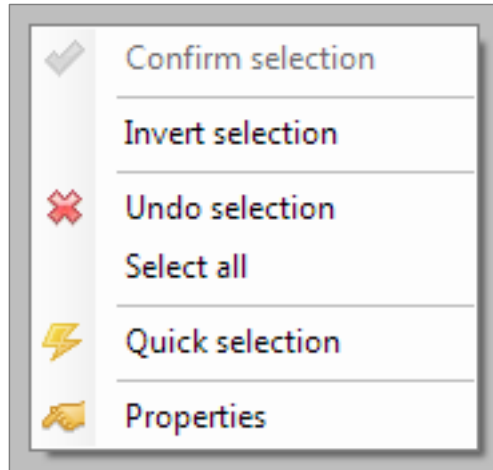 Confirm selection
Invert selection
Undo selection
Select all
Quick selection
Properties